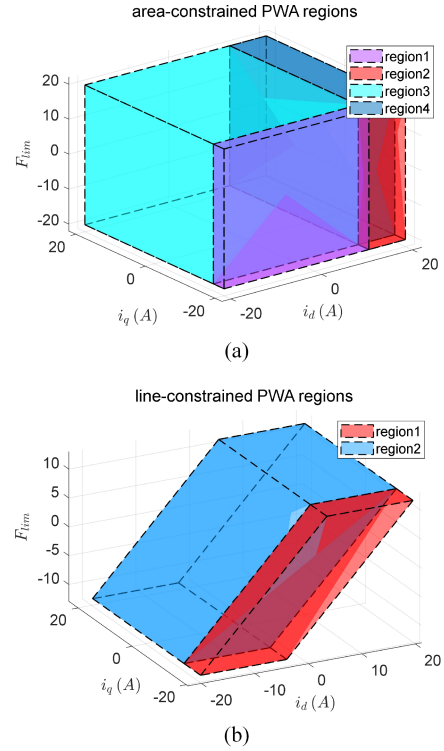 area-constrained PWA regions
region1
region2
region3
region4
20
10
0
-10
-20
F_lim
20
0
-20
i_q (A)
-20
0
20
i_d (A)
(a)
line-constrained PWA regions
region1
region2
10
5
0
-5
-10
F_lim
20
0
-20
i_q (A)
-20
-10
0
10
20
i_d (A)
(b)